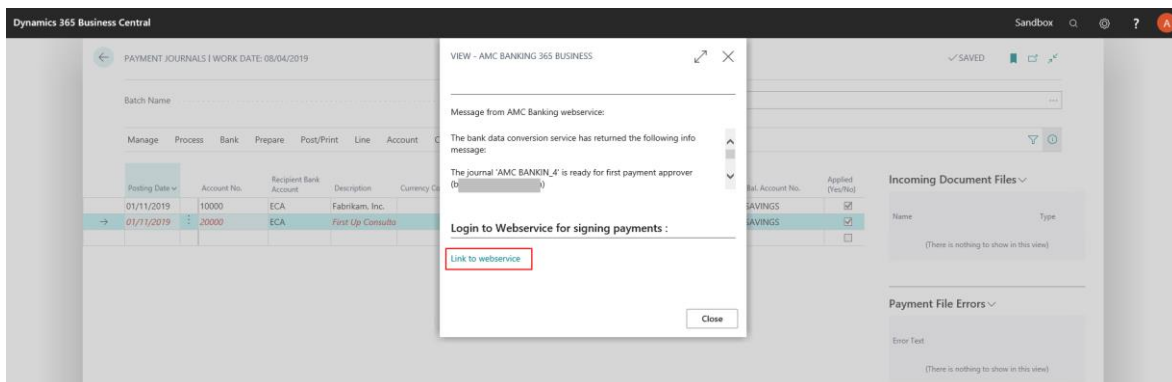 Dynamics 365 Business Central
Sandbox
?
A
PAYMENT JOURNALS | WORK DATE: 08/04/2019
✓ SAVED
Batch Name
...
Manage Process Bank Prepare Post/Print Line Account
Posting Date Account No. Recipient Bank Account Description Currency Applied (Yes/No)
01/11/2019 10000 ECA Fabrikam, Inc. SAVINGS
→ 01/11/2019 20000 ECA First Up Consulta SAVINGS
VIEW - AMC BANKING 365 BUSINESS
Message from AMC Banking webservice:
The bank data conversion service has returned the following info
message:
The journal 'AMC BANKIN_4' is ready for first payment approver
(b
Login to Webservice for signing payments :
Link to webservice
Close
Incoming Document Files
Name Type
(There is nothing to show in this view)
Payment File Errors
Error Text
(There is nothing to show in this view)